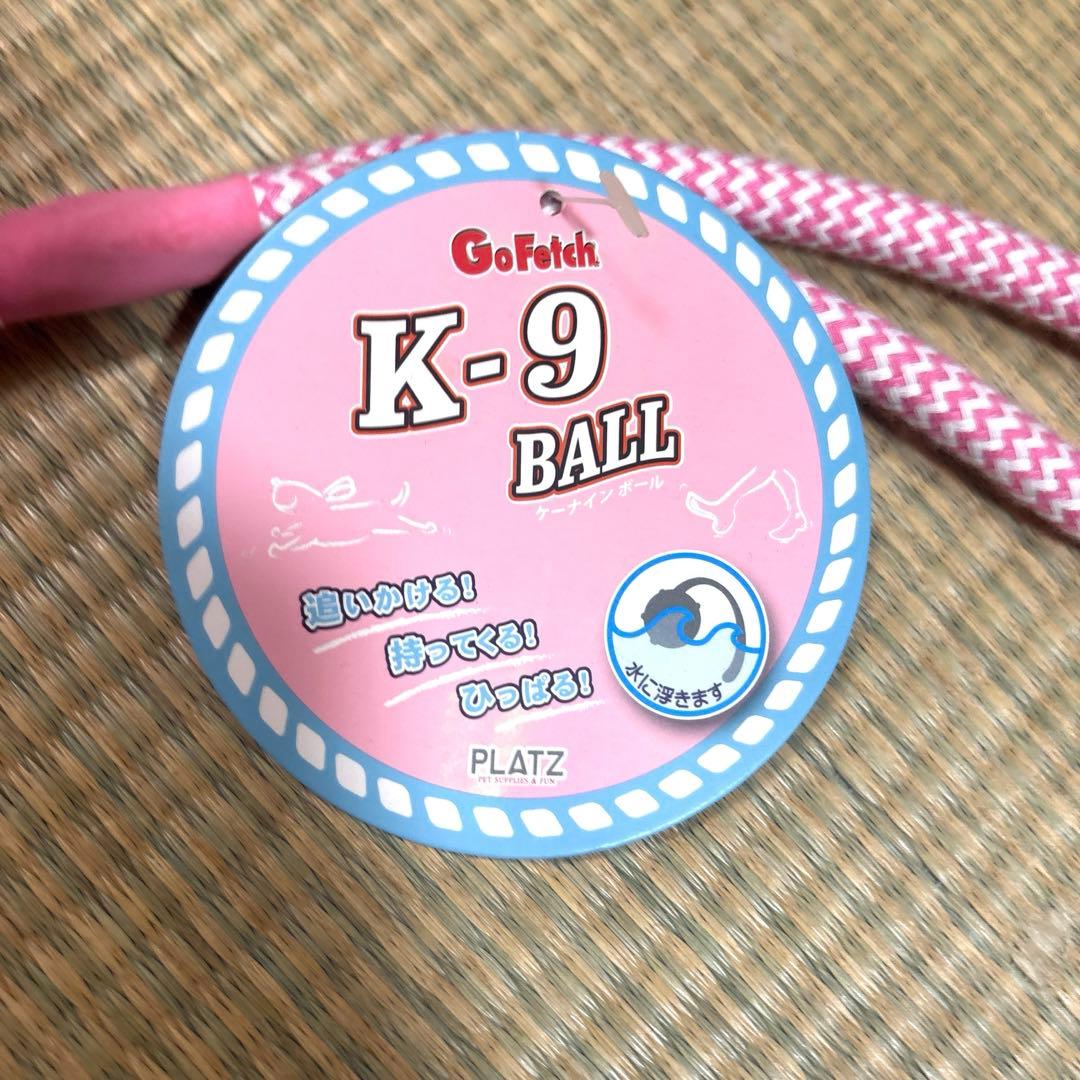 GoFetch
K-9
BALL
ケーナイン ボール
追いかける!
持ってくる!
ひっぱる!
水に浮きます
PLATZ
PET SUPPLIES & FUN